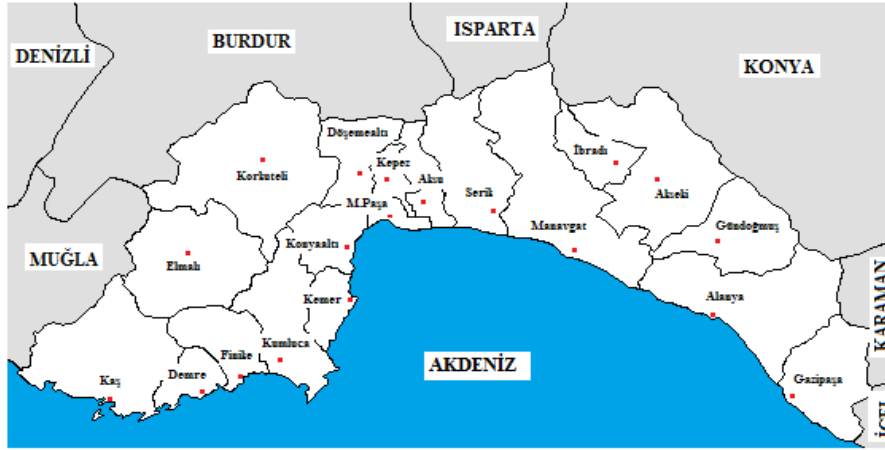 ISPARTA
BURDUR
DENİZLİ
KONYA
Döşemealtı
İbradı
Kepez
Korkuteli
Aksu
Akseki
Serik
M.Paşa
Manavgat
Gündoğmuş
Konyaaltı
MUĞLA
Elmalı
Kemer
Alanya
KARAMAN
Kumluca
Finike
AKDENİZ
Demre
Kaş
Gazipaşa
İÇEL